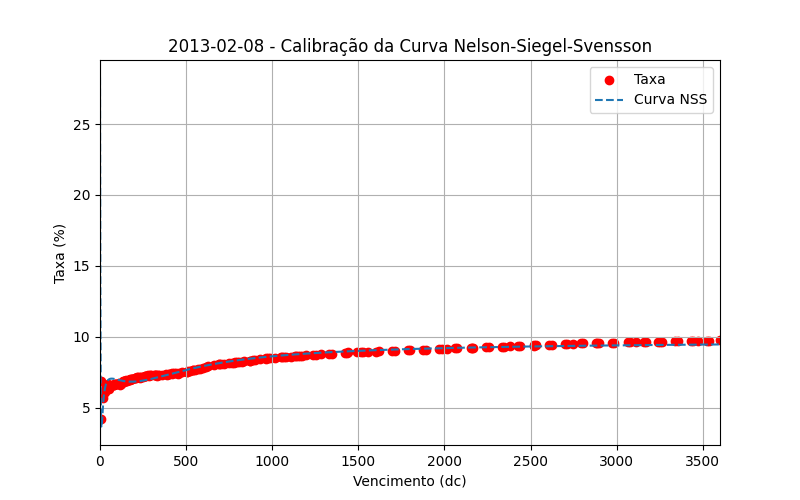 2013-02-08 - Calibração da Curva Nelson-Siegel-Svensson
Taxa
Curva NSS
Taxa (%)
25
20
15
10
5
0 500 1000 1500 2000 2500 3000 3500
Vencimento (dc)